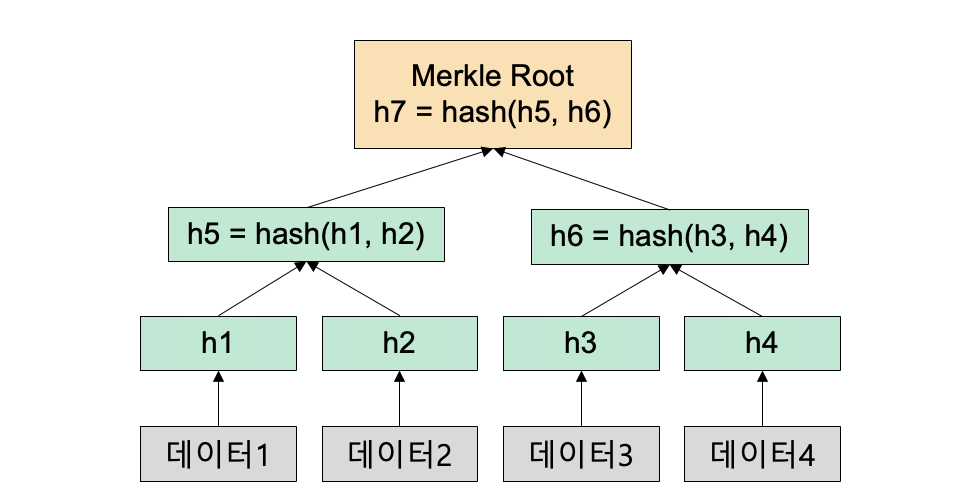 Merkle Root
h7 = hash(h5, h6)
h5 = hash(h1, h2)
h6 = hash(h3, h4)
h1
h2
h3
h4
데이터1
데이터2
데이터3
데이터4